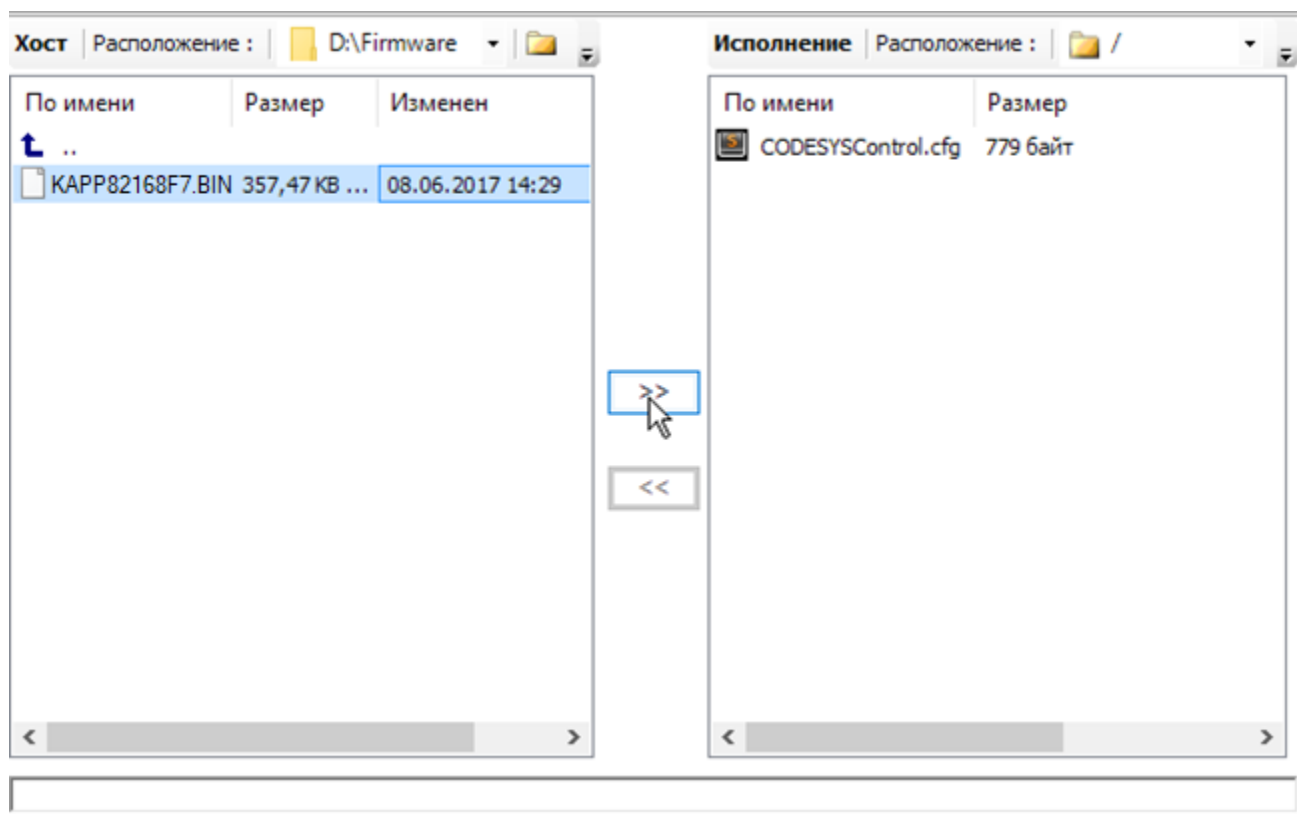 Хост Расположение : D:\Firmware
По имени Размер Изменен
..
KAPP82168F7.BIN 357,47 KB ... 08.06.2017 14:29
>>
<<
Исполнение Расположение : /
По имени Размер
CODESYSControl.cfg 779 байт